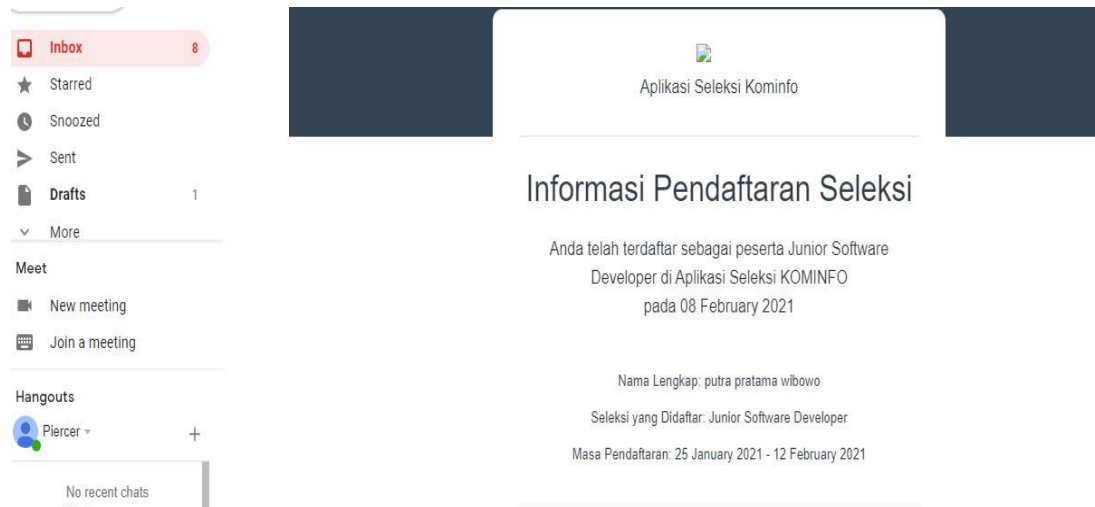 Inbox 8
Starred
Snoozed
Sent
Drafts 1
More
Meet
New meeting
Join a meeting
Hangouts
Piercer
No recent chats
Aplikasi Seleksi Kominfo
Informasi Pendaftaran Seleksi
Anda telah terdaftar sebagai peserta Junior Software
Developer di Aplikasi Seleksi KOMINFO
pada 08 February 2021
Nama Lengkap: putra pratama wibowo
Seleksi yang Didaftar: Junior Software Developer
Masa Pendaftaran: 25 January 2021 - 12 February 2021